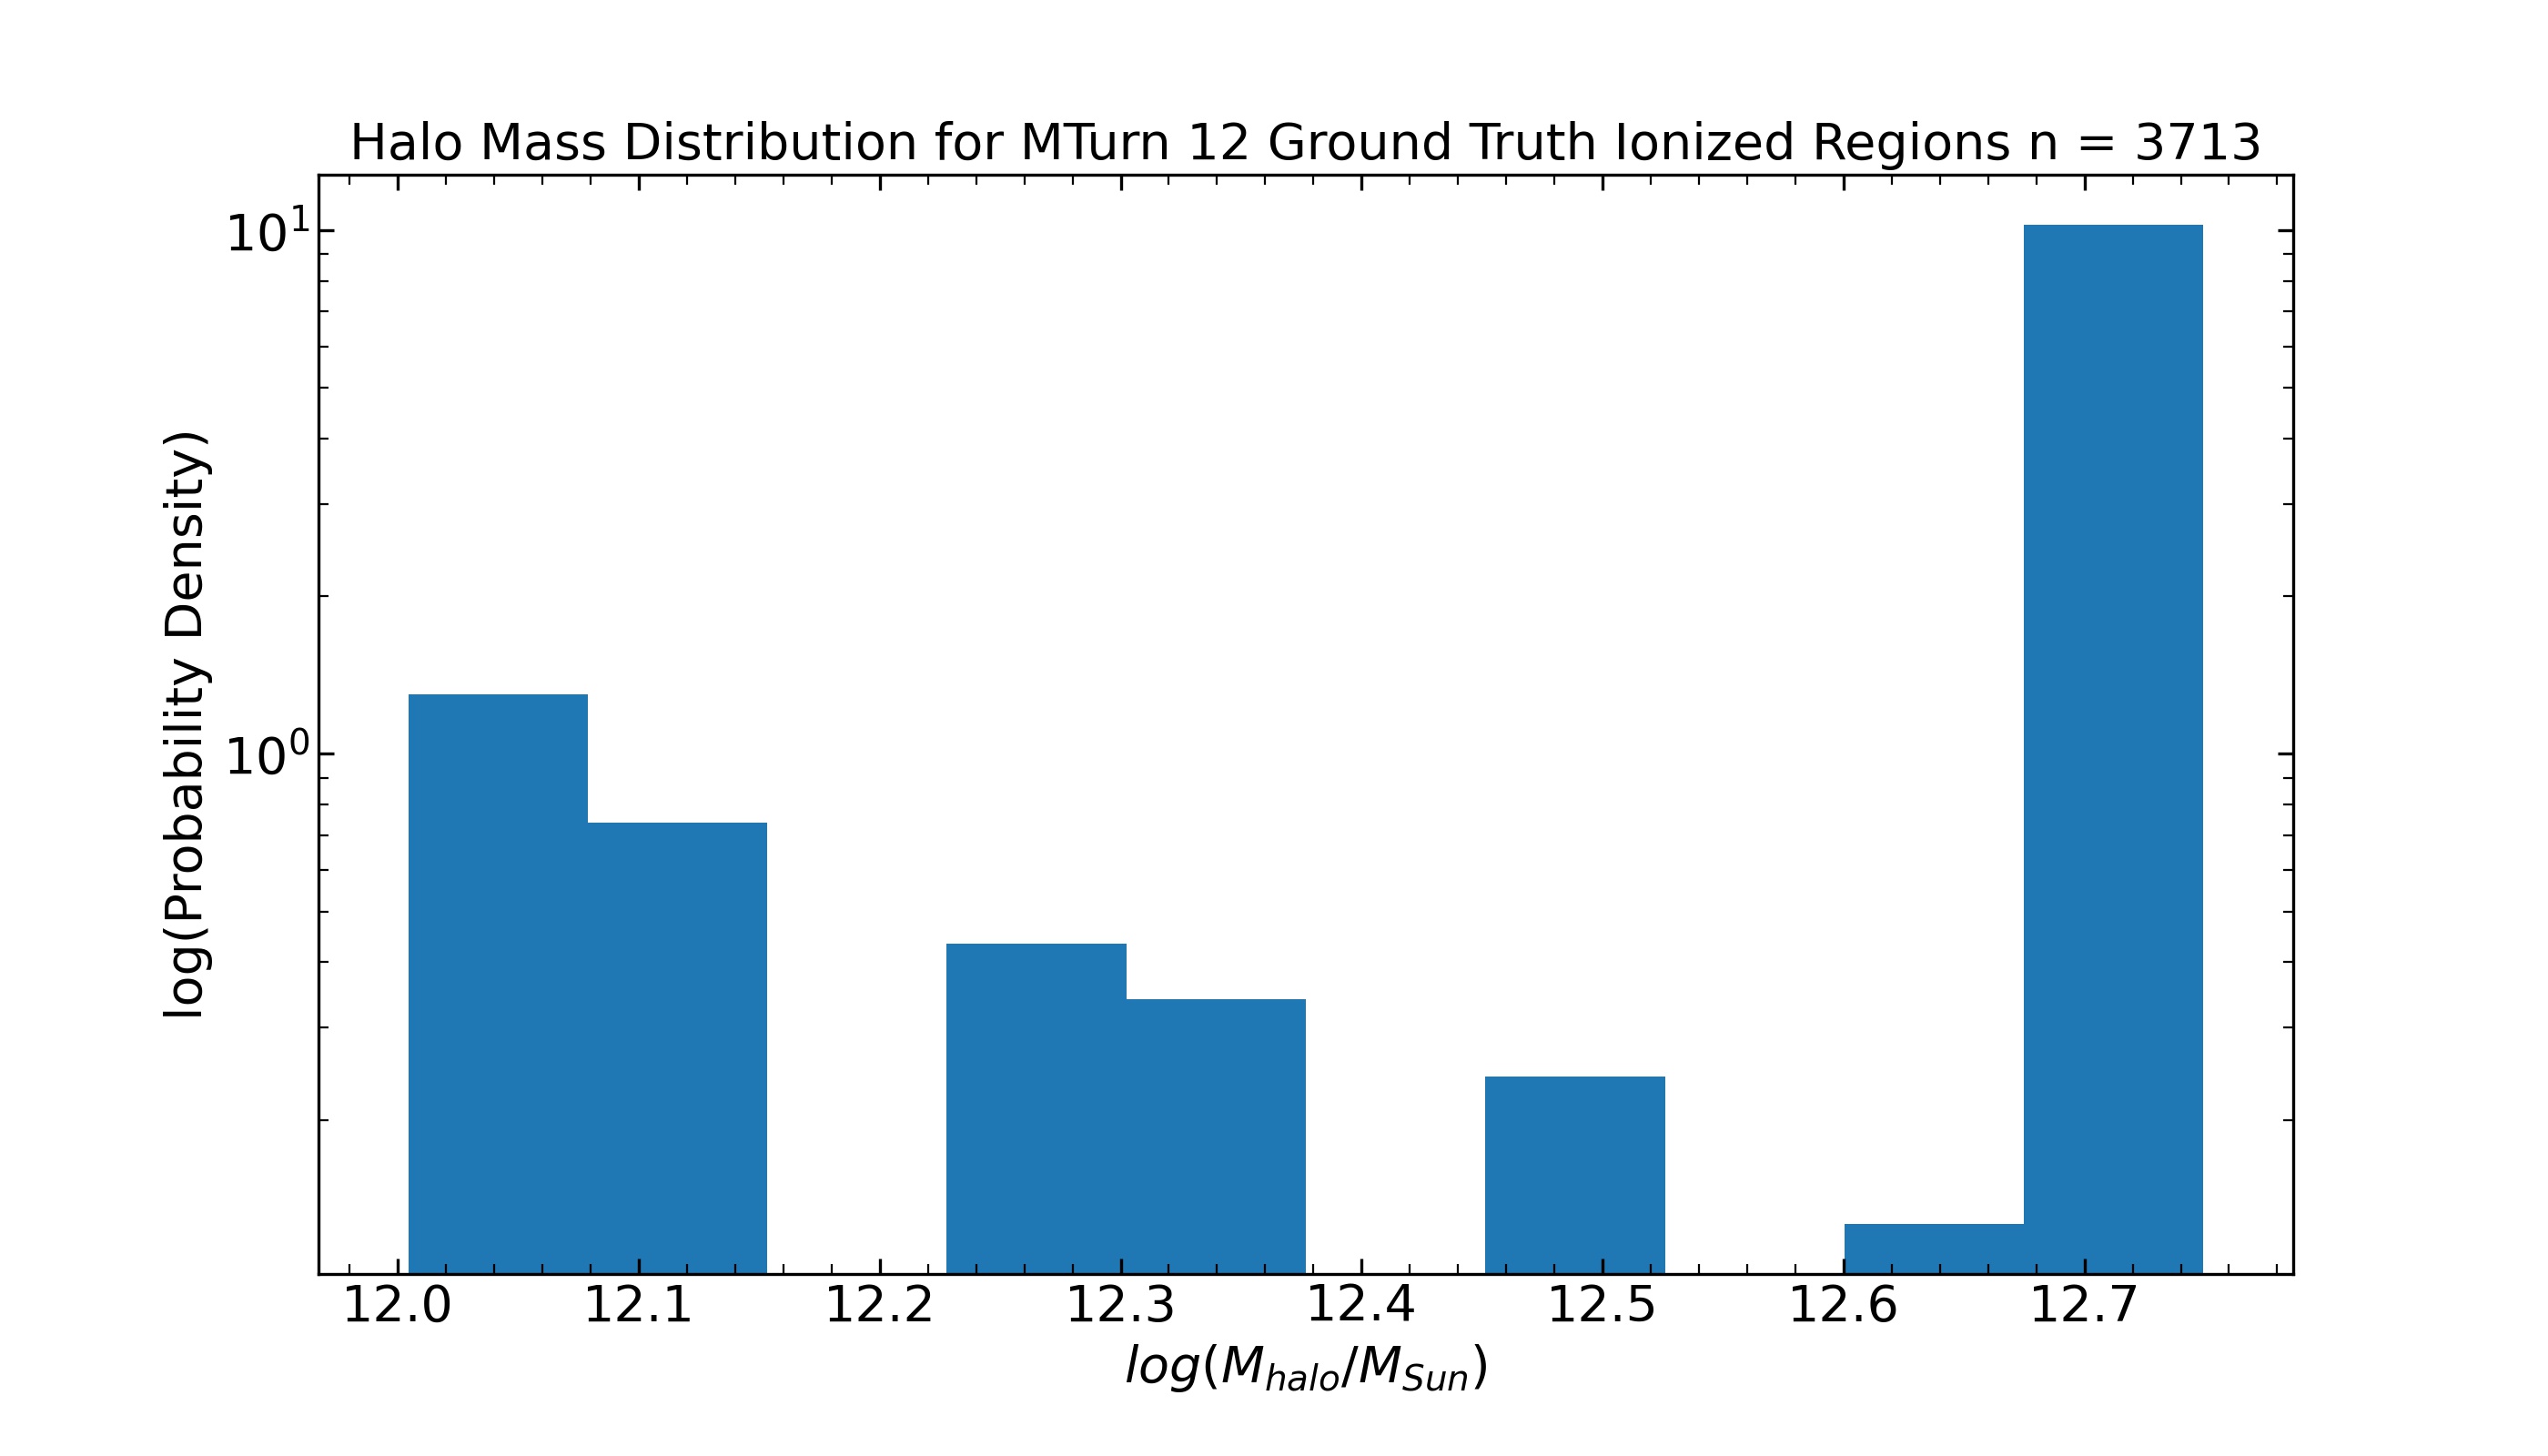 Halo Mass Distribution for MTurn 12 Ground Truth Ionized Regions n = 3713
10¹
10⁰
log(Probability Density)
12.0 12.1 12.2 12.3 12.4 12.5 12.6 12.7
log(M_halo/M_Sun)